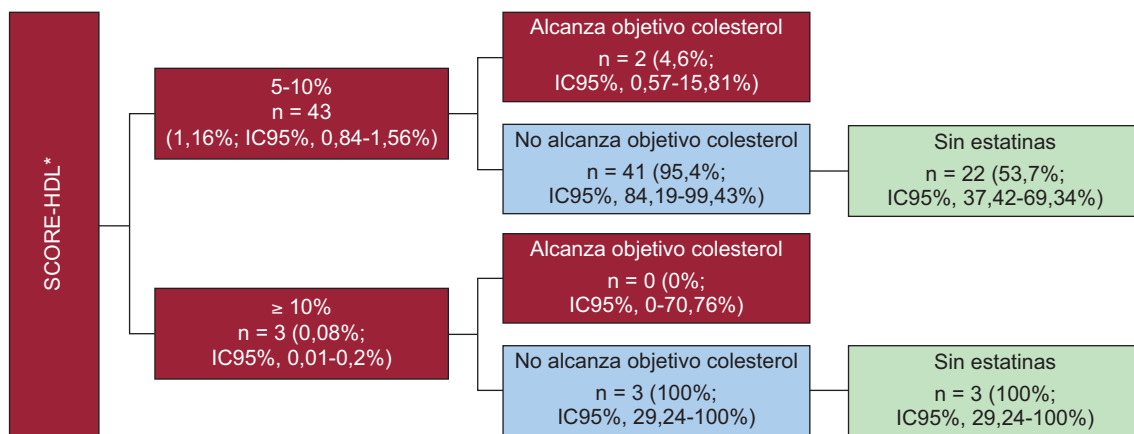 SCORE-HDL*
5-10%
n = 43
(1,16%; IC95%, 0,84-1,56%)
Alcanza objetivo colesterol
n = 2 (4,6%;
IC95%, 0,57-15,81%)
No alcanza objetivo colesterol
n = 41 (95,4%;
IC95%, 84,19-99,43%)
Sin estatinas
n = 22 (53,7%;
IC95%, 37,42-69,34%)
≥ 10%
n = 3 (0,08%;
IC95%, 0,01-0,2%)
Alcanza objetivo colesterol
n = 0 (0%;
IC95%, 0-70,76%)
No alcanza objetivo colesterol
n = 3 (100%;
IC95%, 29,24-100%)
Sin estatinas
n = 3 (100%;
IC95%, 29,24-100%)